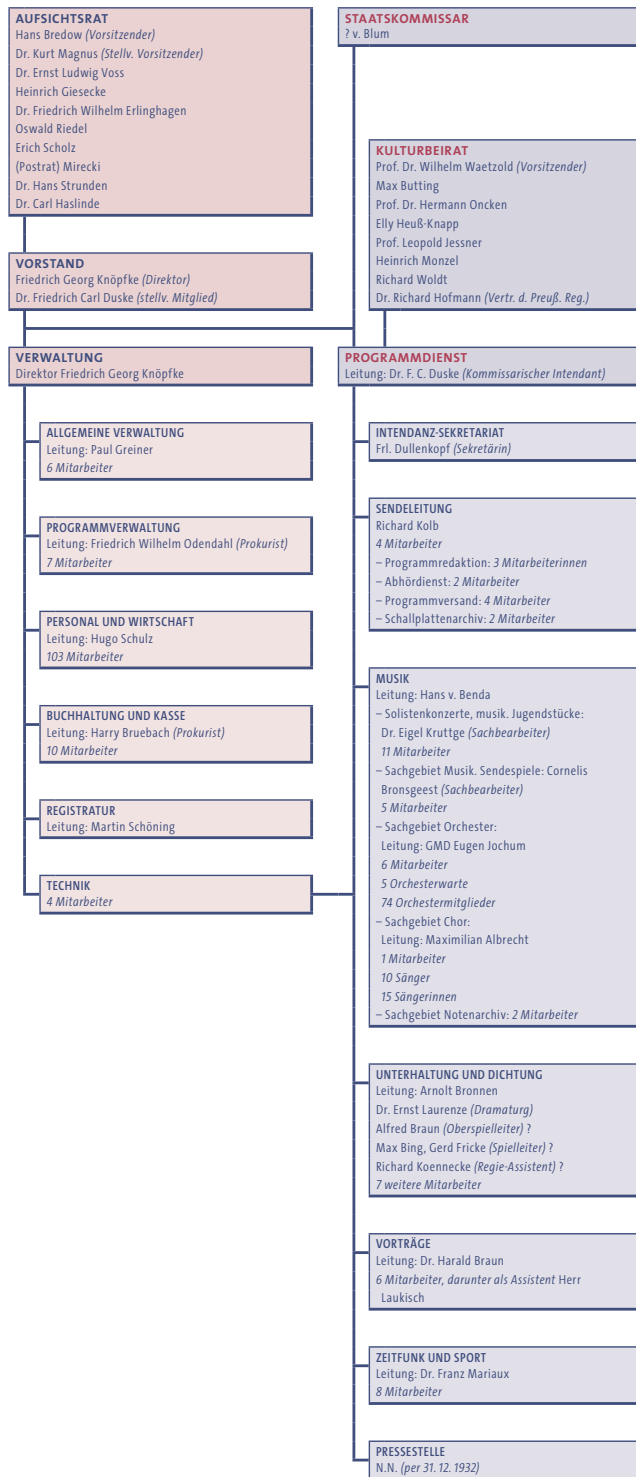 AUFSICHTSRAT
Hans Bredow (Vorsitzender)
Dr. Kurt Magnus (Stellv. Vorsitzender)
Dr. Ernst Ludwig Voss
Heinrich Giesecke
Dr. Friedrich Wilhelm Erlinghagen
Oswald Riedel
Erich Scholz
(Postrat) Mirecki
Dr. Hans Strunden
Dr. Carl Haslinde
VORSTAND
Friedrich Georg Knöpfke (Direktor)
Dr. Friedrich Carl Duske (stellv. Mitglied)
VERWALTUNG
Direktor Friedrich Georg Knöpfke
ALLGEMEINE VERWALTUNG
Leitung: Paul Greiner
6 Mitarbeiter
PROGRAMMVERWALTUNG
Leitung: Friedrich Wilhelm Odendahl (Prokurist)
7 Mitarbeiter
PERSONAL UND WIRTSCHAFT
Leitung: Hugo Schulz
103 Mitarbeiter
BUCHHALTUNG UND KASSE
Leitung: Harry Bruebach (Prokurist)
10 Mitarbeiter
REGISTRATUR
Leitung: Martin Schöning
TECHNIK
4 Mitarbeiter
STAATSKOMMISSAR
? v. Blum
KULTURBEIRAT
Prof. Dr. Wilhelm Waetzold (Vorsitzender)
Max Butting
Prof. Dr. Hermann Oncken
Elly Heuß-Knapp
Prof. Leopold Jessner
Heinrich Monzel
Richard Woldt
Dr. Richard Hofmann (Vertr. d. Preuß. Reg.)
PROGRAMMDIENST
Leitung: Dr. F. C. Duske (Kommissarischer Intendant)
INTENDANZ-SEKRETARIAT
Frl. Dullenkopf (Sekretärin)
SENDELEITUNG
Richard Kolb
4 Mitarbeiter
– Programmredaktion: 3 Mitarbeiterinnen
– Abhördienst: 2 Mitarbeiter
– Programmversand: 4 Mitarbeiter
– Schallplattenarchiv: 2 Mitarbeiter
MUSIK
Leitung: Hans v. Benda
– Solistenkonzerte, musik. Jugendstücke:
Dr. Eigel Kruttge (Sachbearbeiter)
11 Mitarbeiter
– Sachgebiet Musik. Sendespiele: Cornelis
Bronsgeest (Sachbearbeiter)
5 Mitarbeiter
– Sachgebiet Orchester:
Leitung: GMD Eugen Jochum
6 Mitarbeiter
5 Orchesterwarte
74 Orchestermitglieder
– Sachgebiet Chor:
Leitung: Maximilian Albrecht
1 Mitarbeiter
10 Sänger
15 Sängerinnen
– Sachgebiet Notenarchiv: 2 Mitarbeiter
UNTERHALTUNG UND DICHTUNG
Leitung: Arnolt Bronnen
Dr. Ernst Laurenze (Dramaturg)
Alfred Braun (Oberspielleiter) ?
Max Bing, Gerd Fricke (Spielleiter) ?
Richard Koennecke (Regie-Assistent) ?
7 weitere Mitarbeiter
VORTRÄGE
Leitung: Dr. Harald Braun
6 Mitarbeiter, darunter als Assistent Herr
Laukisch
ZEITFUNK UND SPORT
Leitung: Dr. Franz Mariaux
8 Mitarbeiter
PRESSESTELLE
N.N. (per 31. 12. 1932)